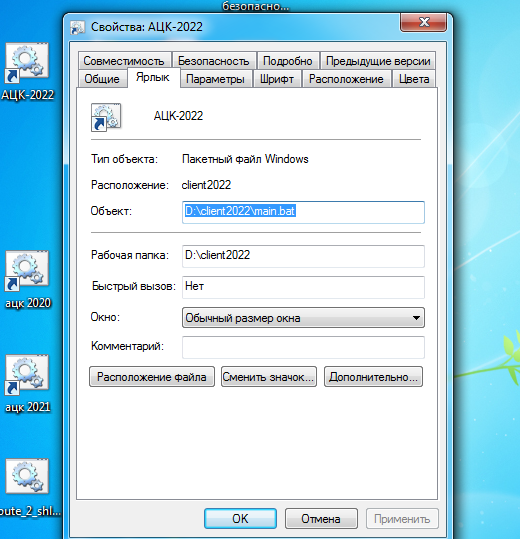 безопасно...
Свойства: АЦК-2022
Совместимость Безопасность Подробно Предыдущие версии
Общие Ярлык Параметры Шрифт Расположение Цвета
АЦК-2022
АЦК-2022
Тип объекта: Пакетный файл Windows
Расположение: client2022
Объект: D:\client2022\main.bat
Рабочая папка: D:\client2022
Быстрый вызов: Нет
Окно: Обычный размер окна
Комментарий:
Расположение файла Сменить значок... Дополнительно...
ацк 2020
ацк 2021
oute_2_shl...
OK Отмена Применить